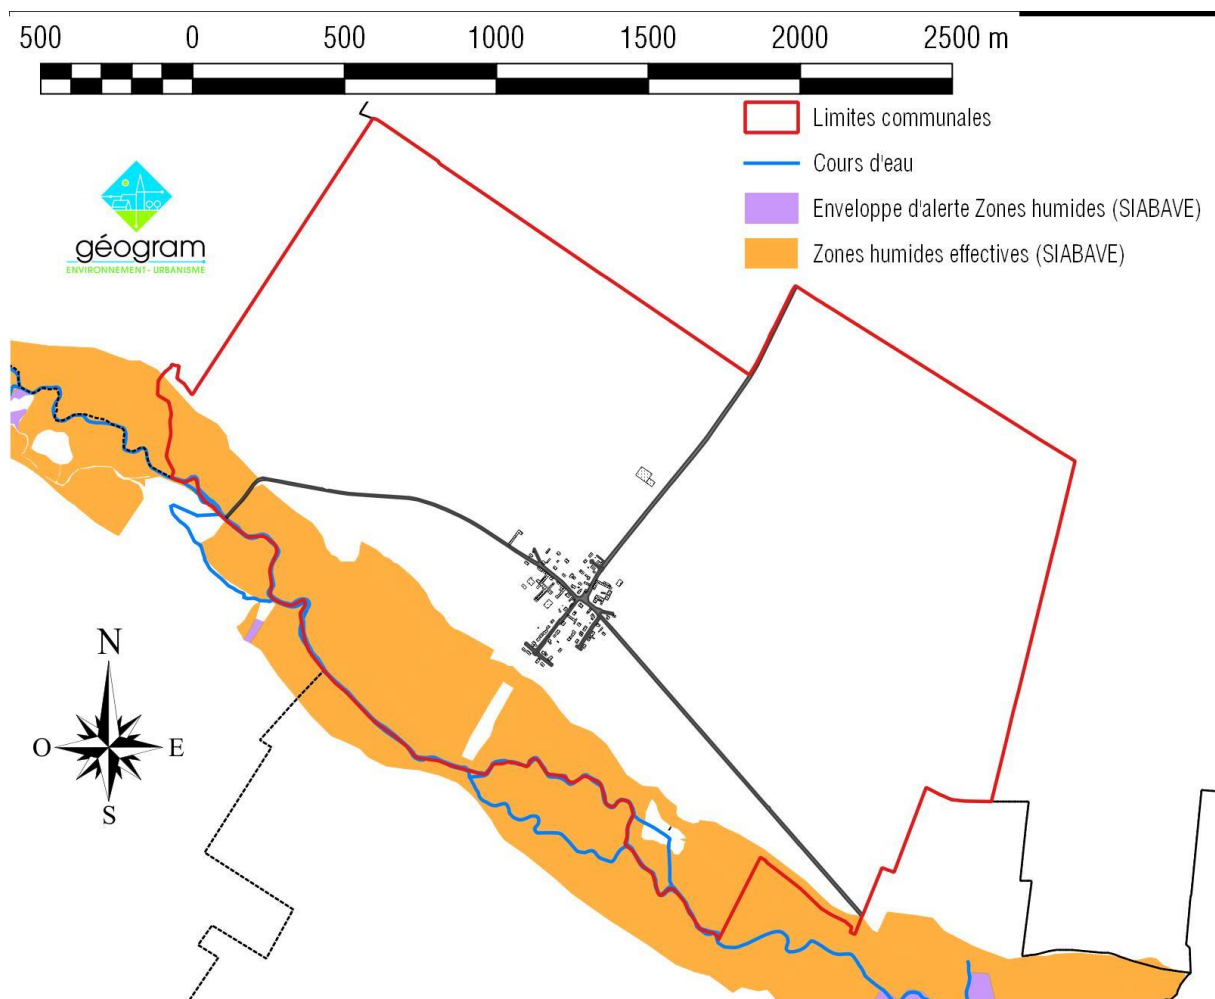 500 0 500 1000 1500 2000 2500 m
Limites communales
Cours d'eau
Enveloppe d'alerte Zones humides (SIABAVE)
Zones humides effectives (SIABAVE)
géogram
ENVIRONNEMENT - URBANISME
N
O E
S